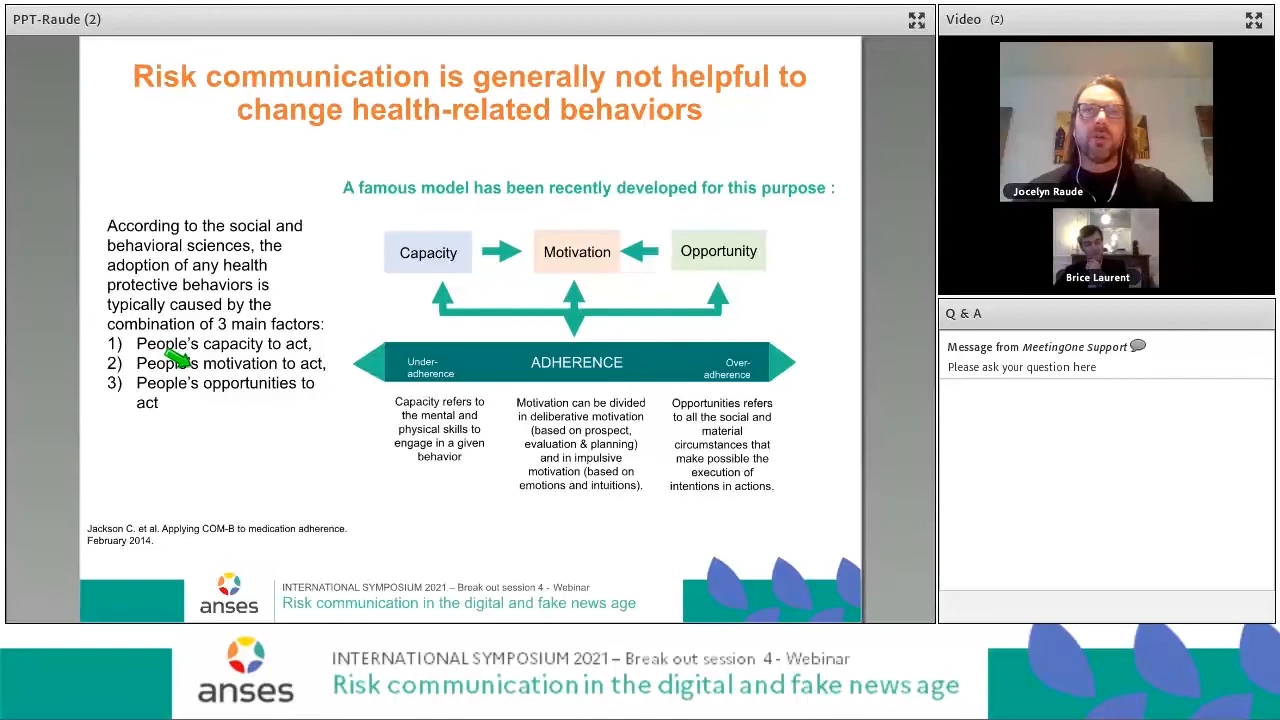 PPT-Raude (2)
Risk communication is generally not helpful to
change health-related behaviors
A famous model has been recently developed for this purpose :
According to the social and
behavioral sciences, the
adoption of any health
protective behaviors is
typically caused by the
combination of 3 main factors:
1) People's capacity to act,
2) People's motivation to act,
3) People's opportunities to
act
Capacity
Motivation
Opportunity
Under-
adherence
ADHERENCE
Over-
adherence
Capacity refers to
the mental and
physical skills to
engage in a given
behavior
Motivation can be divided
in deliberative motivation
(based on prospect,
evaluation & planning)
and in impulsive
motivation (based on
emotions and intuitions).
Opportunities refers
to all the social and
material
circumstances that
make possible the
execution of
intentions in actions.
Jackson C. et al. Applying COM-B to medication adherence.
February 2014.
anses
INTERNATIONAL SYMPOSIUM 2021 – Break out session 4 - Webinar
Risk communication in the digital and fake news age
Video (2)
Jocelyn Raude
Brice Laurent
Q & A
Message from MeetingOne Support
Please ask your question here
anses
INTERNATIONAL SYMPOSIUM 2021 – Break out session 4 - Webinar
Risk communication in the digital and fake news age